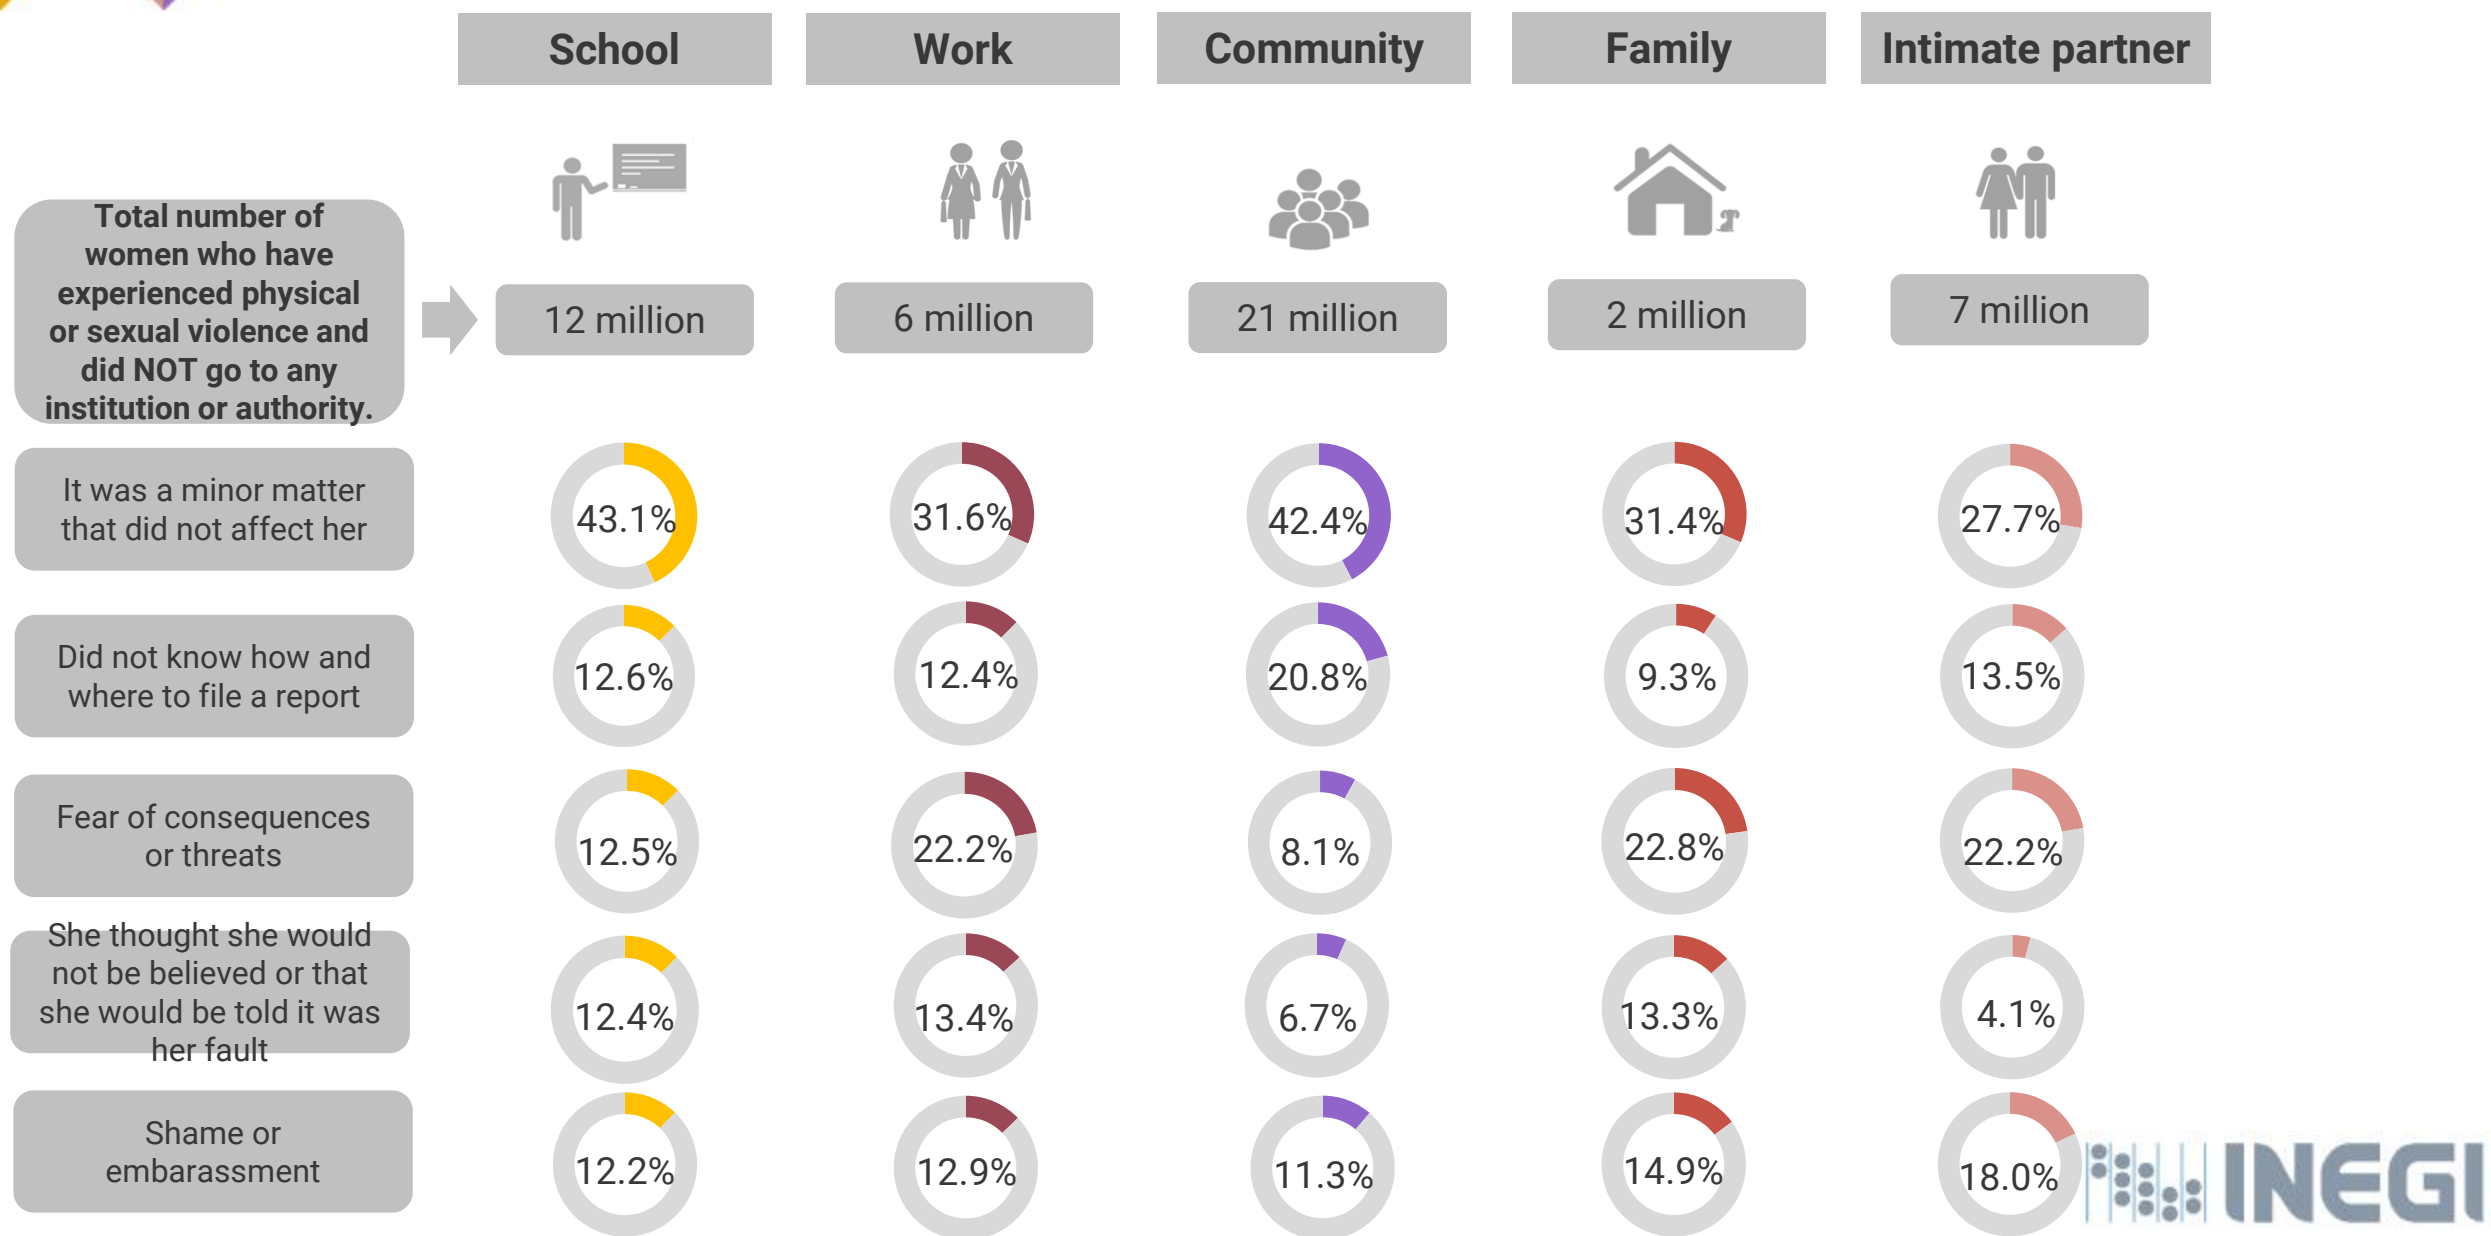 School
Work
Community
Family
Intimate partner
Total number of
women who have
experienced physical
or sexual violence and
did NOT go to any
institution or authority.
12 million
6 million
21 million
2 million
7 million
It was a minor matter
that did not affect her
43.1%
31.6%
42.4%
31.4%
27.7%
Did not know how and
where to file a report
12.6%
12.4%
20.8%
9.3%
13.5%
Fear of consequences
or threats
12.5%
22.2%
8.1%
22.8%
22.2%
She thought she would
not be believed or that
she would be told it was
her fault
12.4%
13.4%
6.7%
13.3%
4.1%
Shame or
embarassment
12.2%
12.9%
11.3%
14.9%
18.0%
INEGI